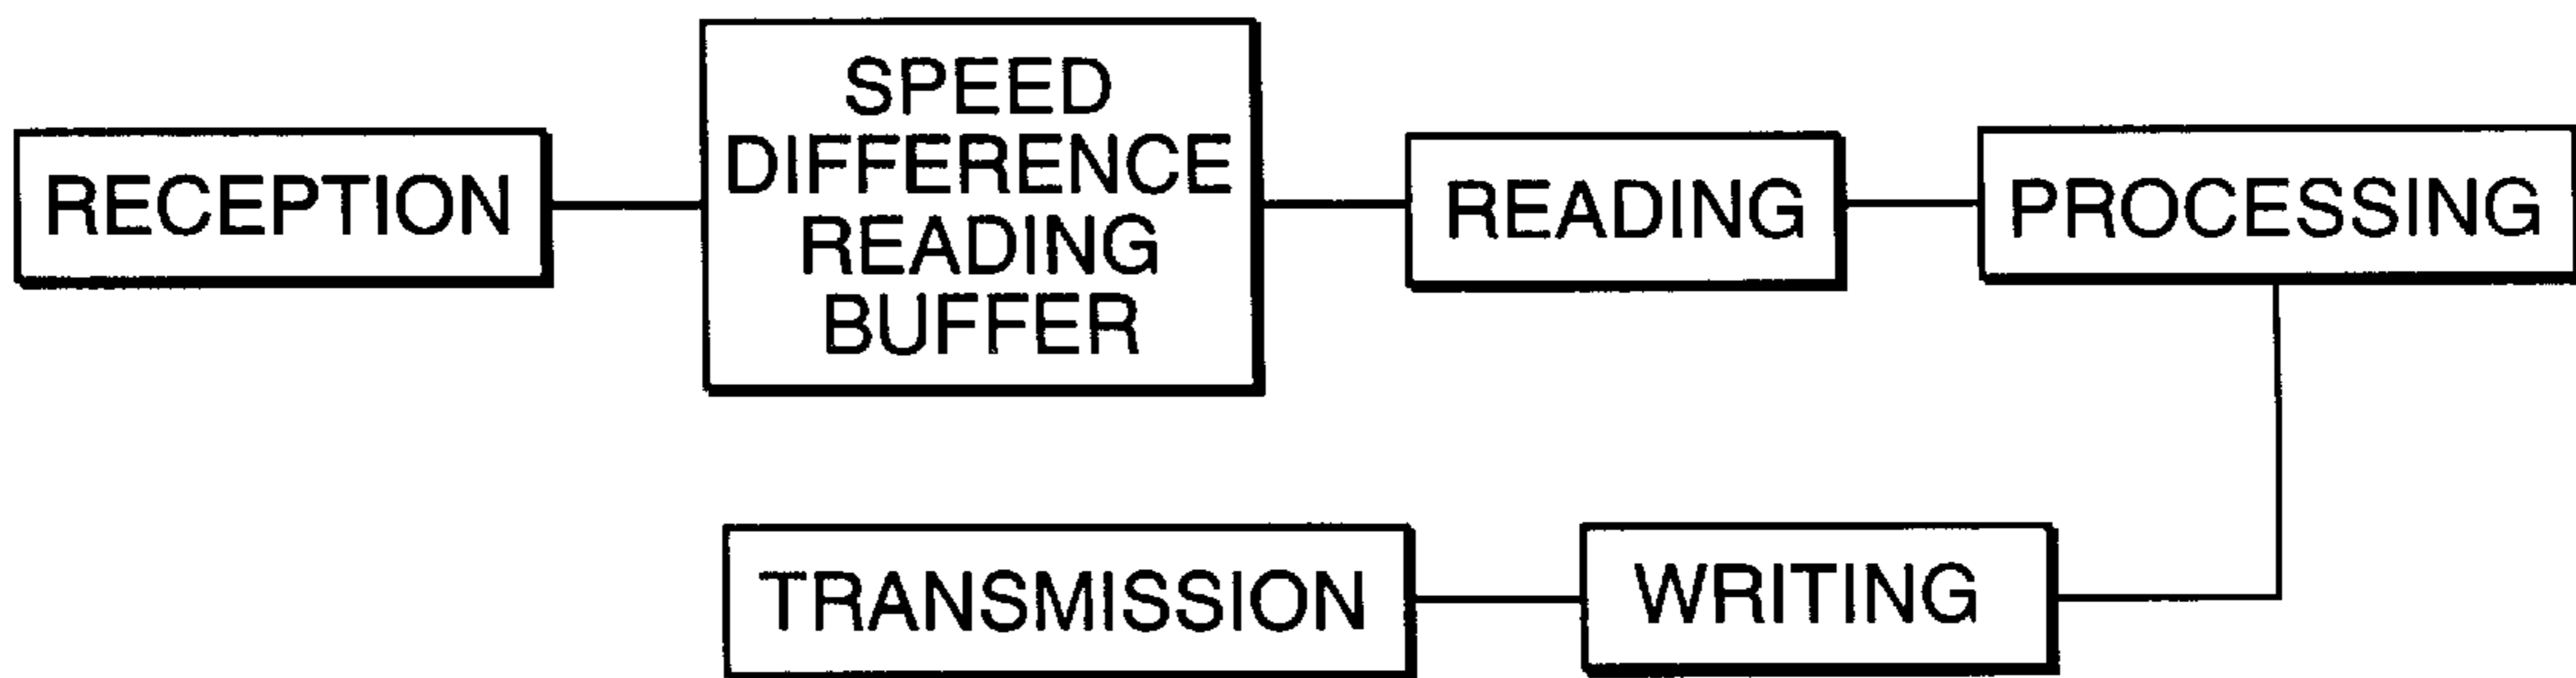 RECEPTION
SPEED
DIFFERENCE
READING
BUFFER
READING
PROCESSING
TRANSMISSION
WRITING